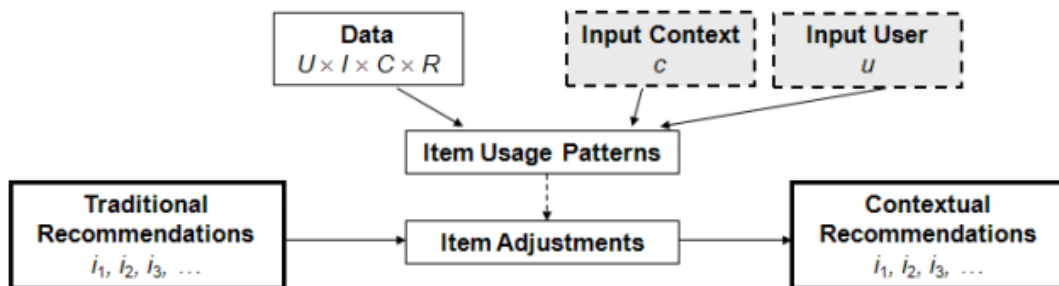 Data
U × I × C × R
Input Context
c
Input User
u
Item Usage Patterns
Traditional
Recommendations
i₁, i₂, i₃, …
Item Adjustments
Contextual
Recommendations
i₁, i₂, i₃, …